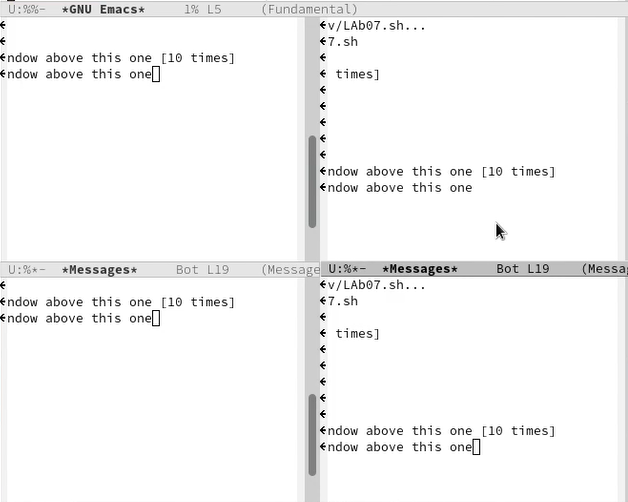 U:%%-  *GNU Emacs*     1% L5     (Fundamental)
ndow above this one [10 times]
ndow above this one
v/LAb07.sh...
7.sh
times]
ndow above this one [10 times]
ndow above this one
U:%*-  *Messages*     Bot L19    (Message
U:%*-  *Messages*     Bot L19    (Messag
ndow above this one [10 times]
ndow above this one
v/LAb07.sh...
7.sh
times]
ndow above this one [10 times]
ndow above this one